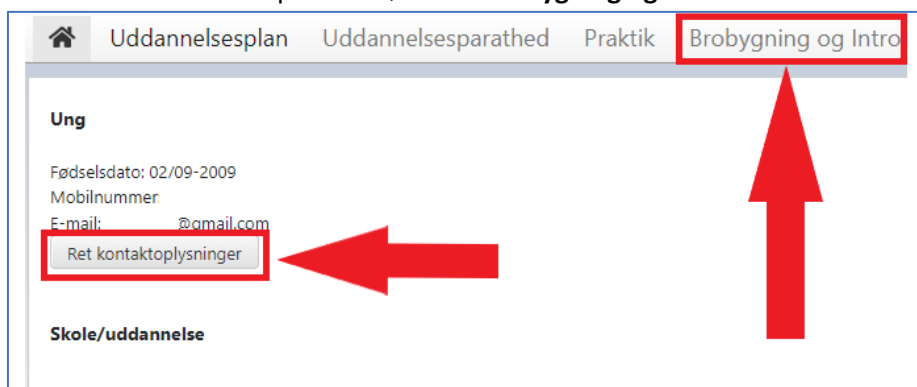 Uddannelsesplan Uddannelsesparathed Praktik Brobygning og Intro
Ung
Fødselsdato: 02/09-2009
Mobilnummer:
E-mail: @gmail.com
Ret kontaktoplysninger
Skole/uddannelse